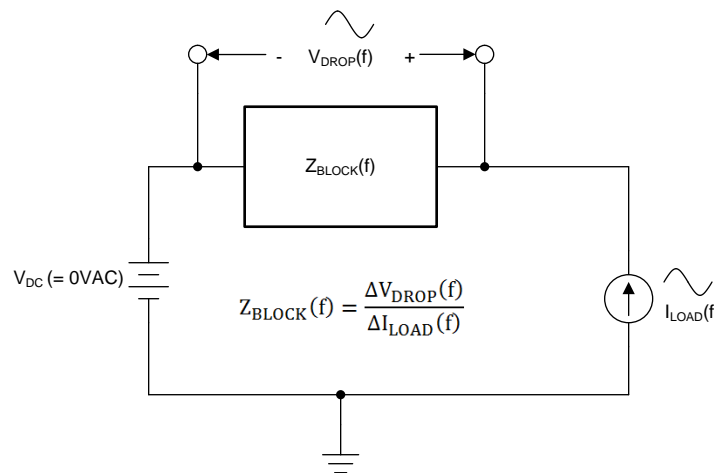 - V_DROP(f) +
Z_BLOCK(f)
V_DC (= 0VAC)
Z_BLOCK(f) = ΔV_DROP(f) / ΔI_LOAD(f)
I_LOAD(f